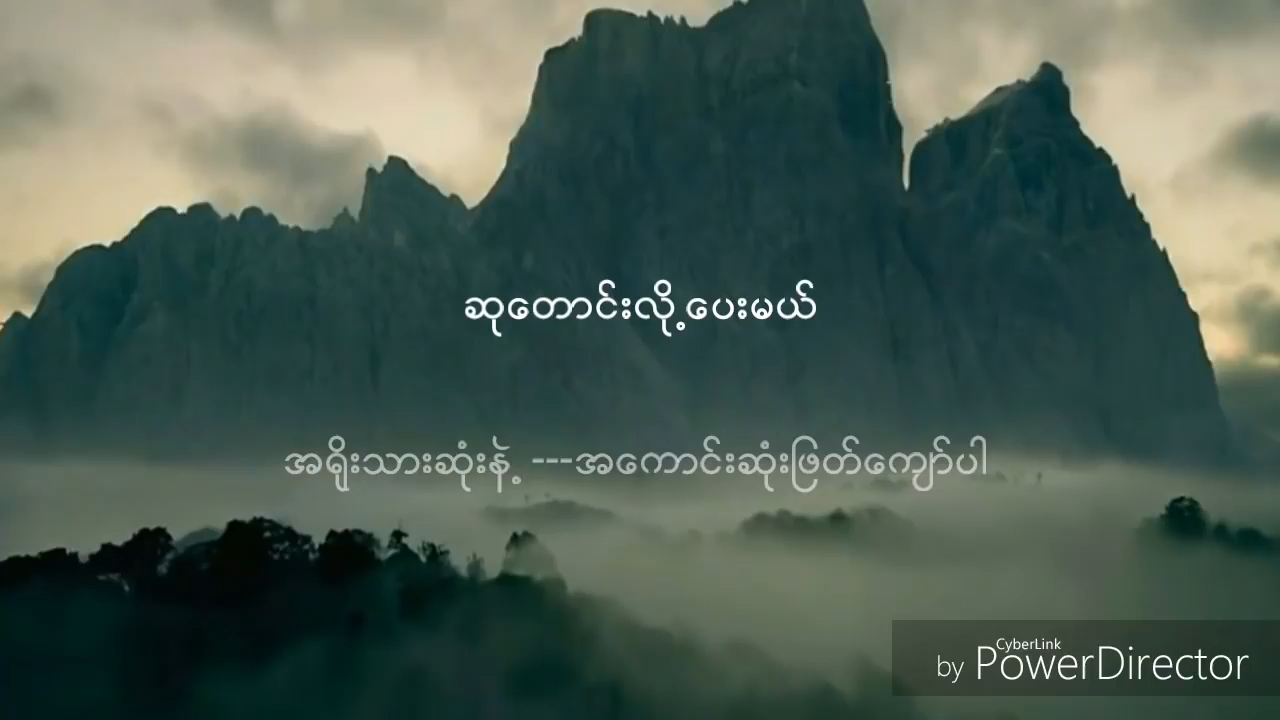 ဆုတောင်းလို့ပေးမယ်
အရိုးသားဆုံးနဲ့ ---အကောင်းဆုံးဖြတ်ကျော်ပါ
CyberLink
by PowerDirector